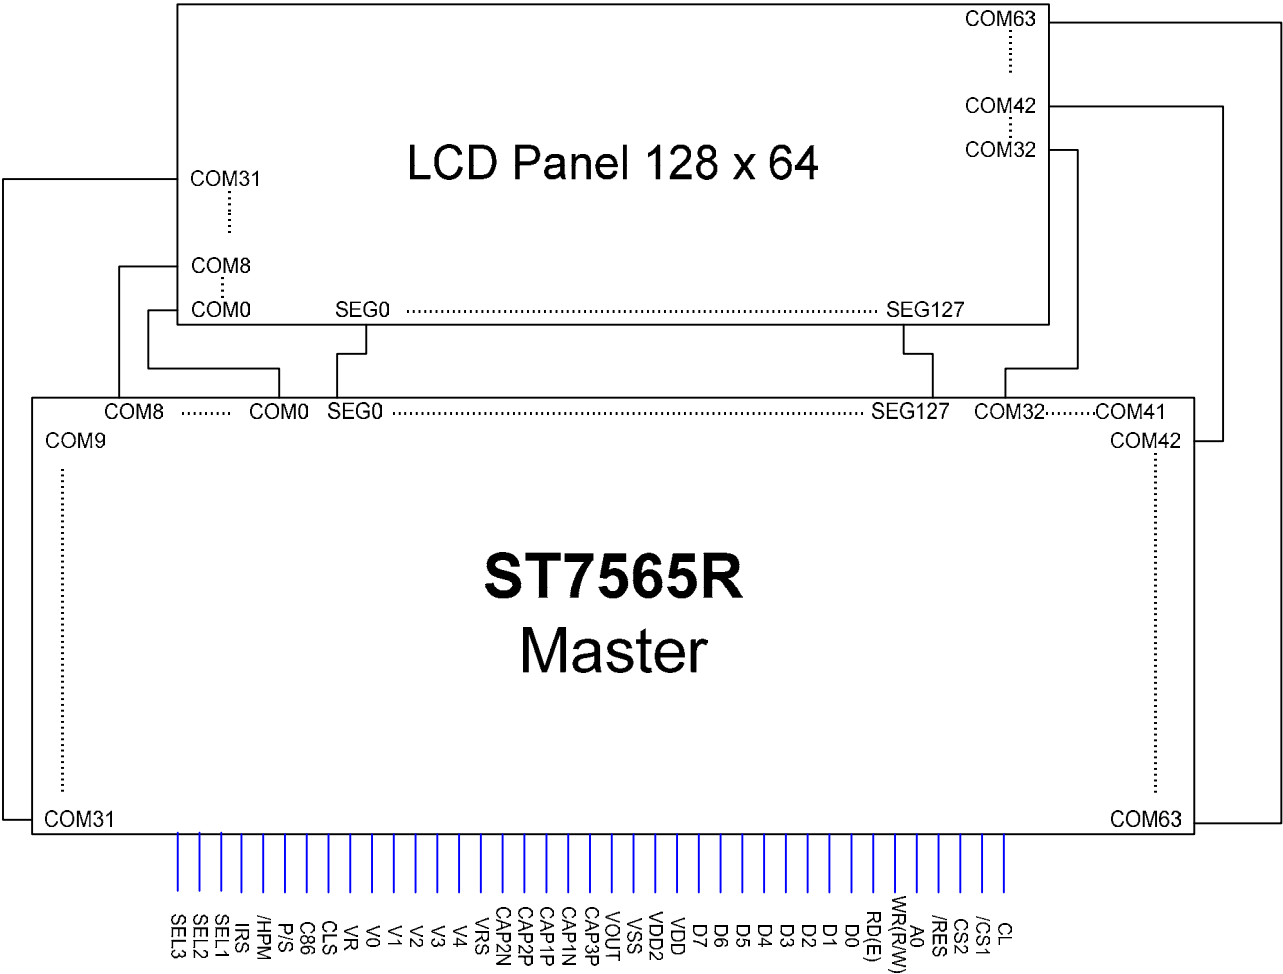 COM63
COM42
COM32
LCD Panel 128 x 64
COM31
COM8
COM0
SEG0 SEG127
COM8 COM0 SEG0 SEG127 COM32 COM41
COM9 COM42
ST7565R
Master
COM31 COM63
SEL3
SEL2
SEL1
IRS
/HPM
P/S
C86
CLS
VR
V0
V1
V2
V3
V4
VRS
CAP2N
CAP2P
CAP1P
CAP1N
CAP3P
VOUT
VSS
VDD2
VDD
D7
D6
D5
D4
D3
D2
D1
D0
RD(E)
WR(R/W)
A0
/RES
CS2
/CS1
CL